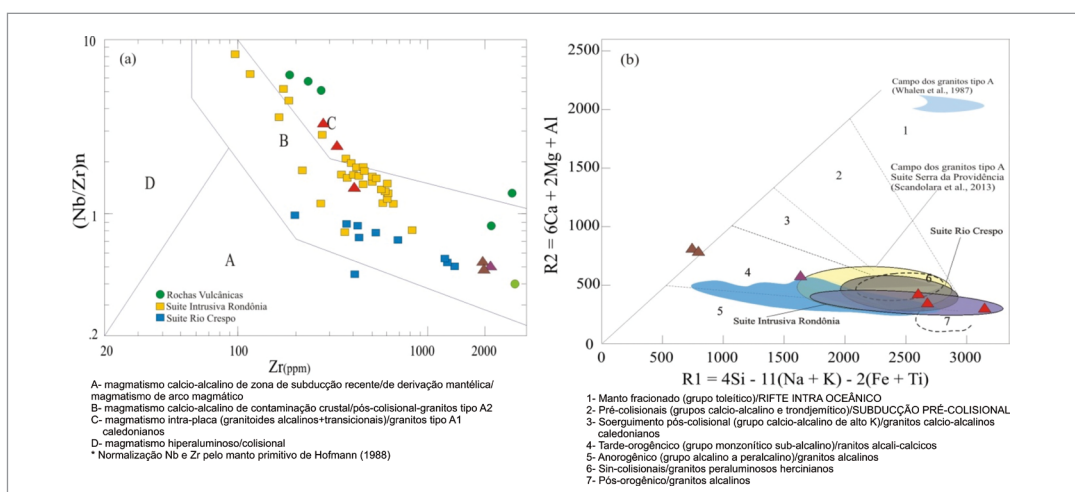 (a)
10
1
.2
(Nb/Zr)n
A
B
C
D
Rochas Vulcânicas
Suite Intrusiva Rondônia
Suite Rio Crespo
20
100
1000
2000
Zr(ppm)
A- magmatismo calcio-alcalino de zona de subducção recente/de derivação mantélica/
magmatismo de arco magmático
B- magmatismo calcio-alcalino de contaminação crustal/pós-colisional-granitos tipo A2
C- magmatismo intra-placa (granitoides alcalinos+transicionais)/granitos tipo A1
caledonianos
D- magmatismo hiperaluminoso/colisional
* Normalização Nb e Zr pelo manto primitivo de Hofmann (1988)
(b)
2500
2000
1500
1000
500
0
R2 = 6Ca + 2Mg + Al
Campo dos granitos tipo A
(Whalen et al., 1987)
1
2
Campo dos granitos tipo A
Suite Serra da Providência
(Scandolara et al., 2013)
3
Suite Rio Crespo
4
6
5
Suite Intrusiva Rondônia
7
0
500
1000
1500
2000
2500
3000
R1 = 4Si - 11(Na + K) - 2(Fe + Ti)
1- Manto fracionado (grupo toleítico)/RIFTE INTRA OCEÂNICO
2- Pré-colisionais (grupos calcio-alcalino e trondjemítico)/SUBDUCÇÃO PRÉ-COLISIONAL
3- Soerguimento pós-colisional (grupo calcio-alcalino de alto K)/granitos calcio-alcalinos
caledonianos
4- Tarde-orogêncico (grupo monzonítico sub-alcalino)/ranitos alcali-calcicos
5- Anorogênico (grupo alcalino a peralcalino)/granitos alcalinos
6- Sin-colisionais/granitos peraluminosos hercinianos
7- Pós-orogênico/granitos alcalinos